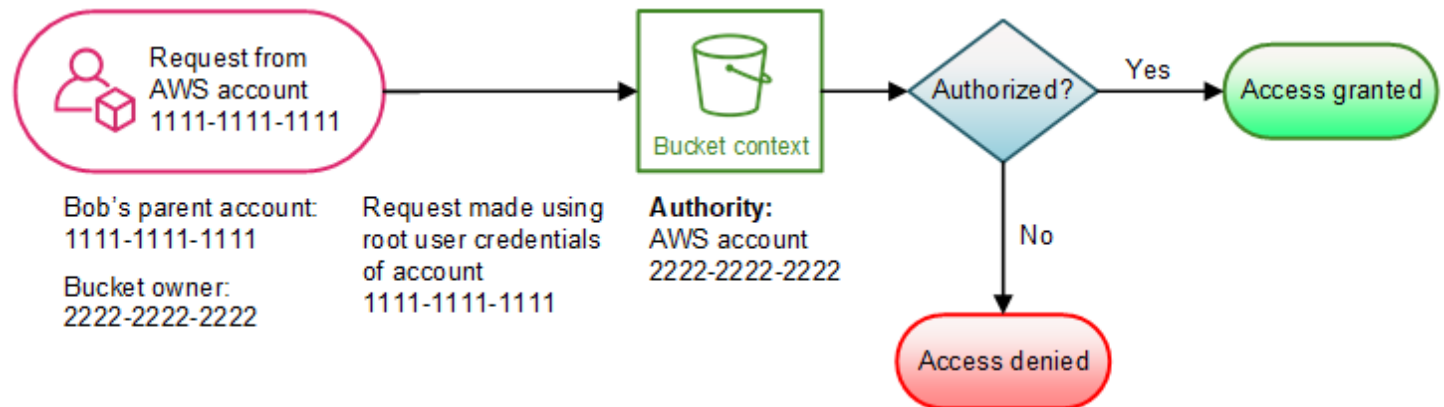 Request from
AWS account
1111-1111-1111
Bucket context
Authorized?
Yes
Access granted
Bob's parent account:
1111-1111-1111
Bucket owner:
2222-2222-2222
Request made using
root user credentials
of account
1111-1111-1111
Authority:
AWS account
2222-2222-2222
No
Access denied